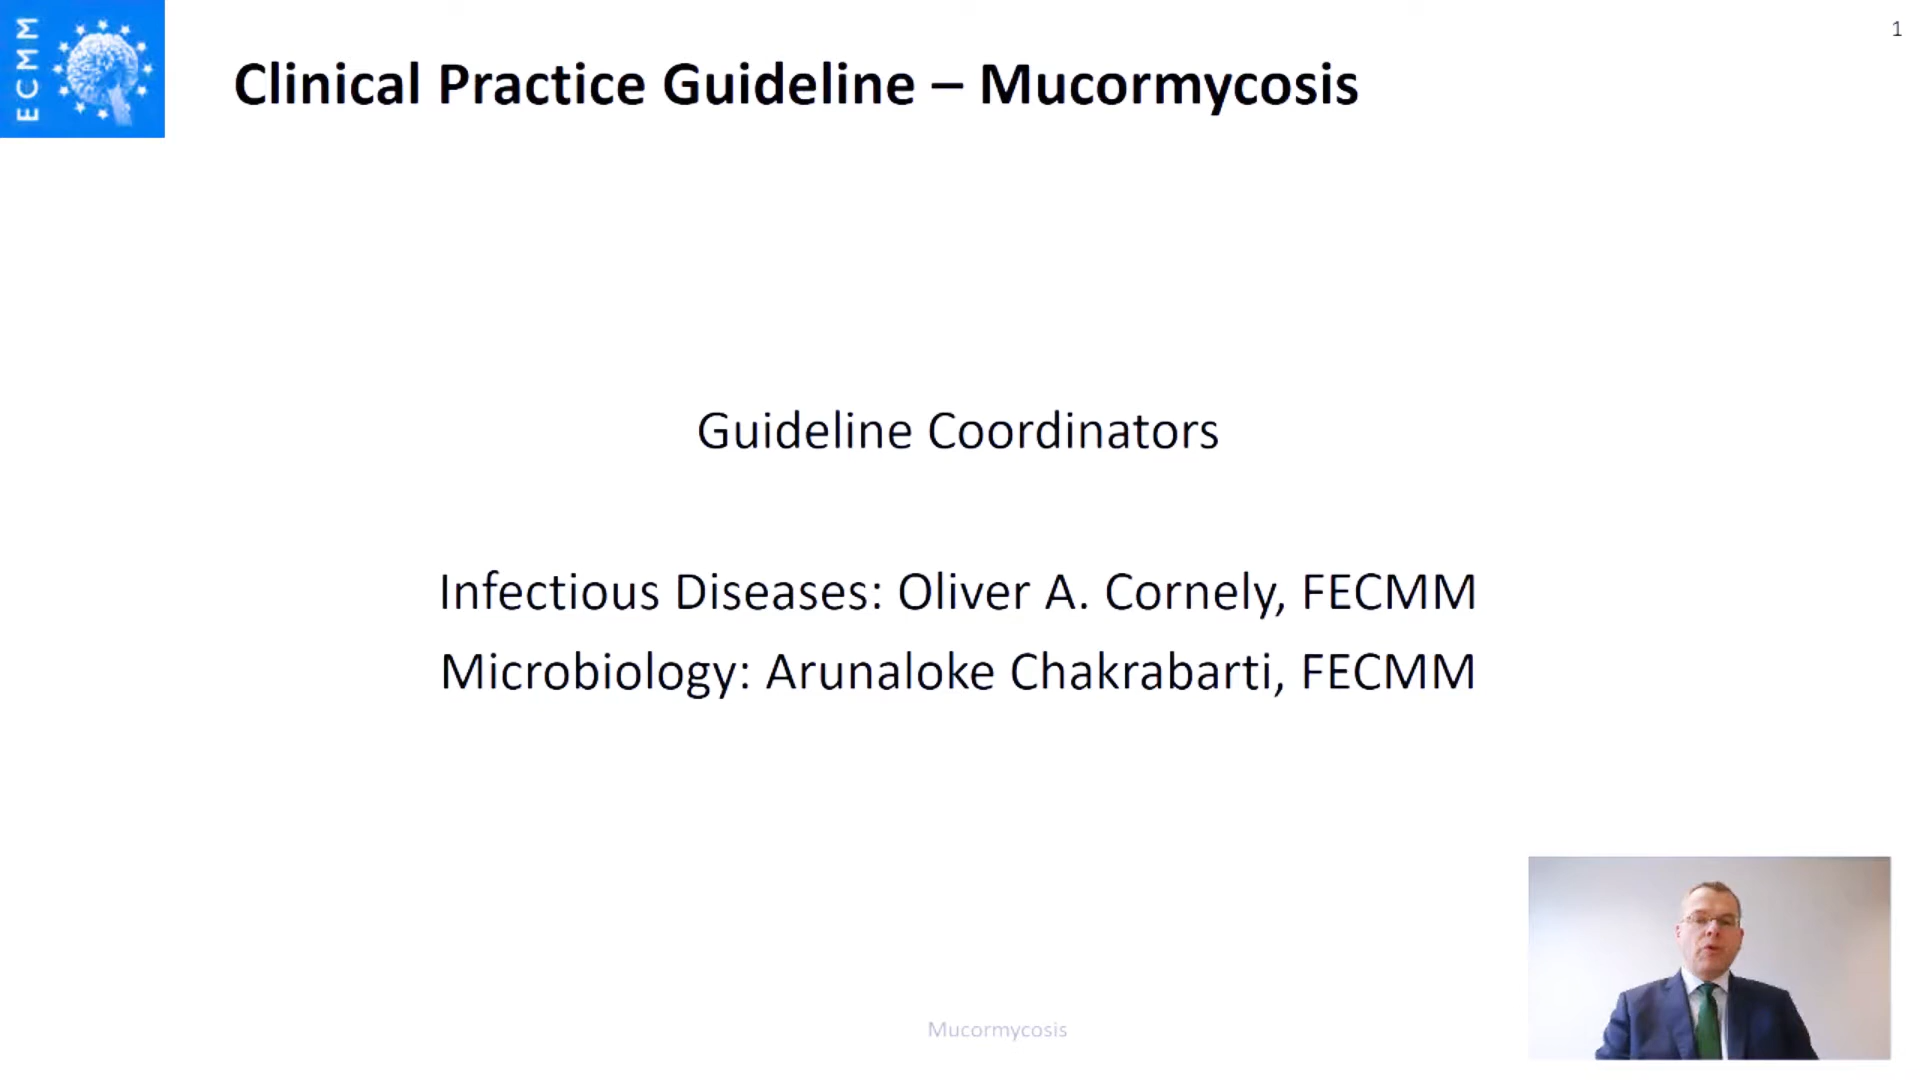 ECMM
1
Clinical Practice Guideline – Mucormycosis
Guideline Coordinators
Infectious Diseases: Oliver A. Cornely, FECMM
Microbiology: Arunaloke Chakrabarti, FECMM
Mucormycosis